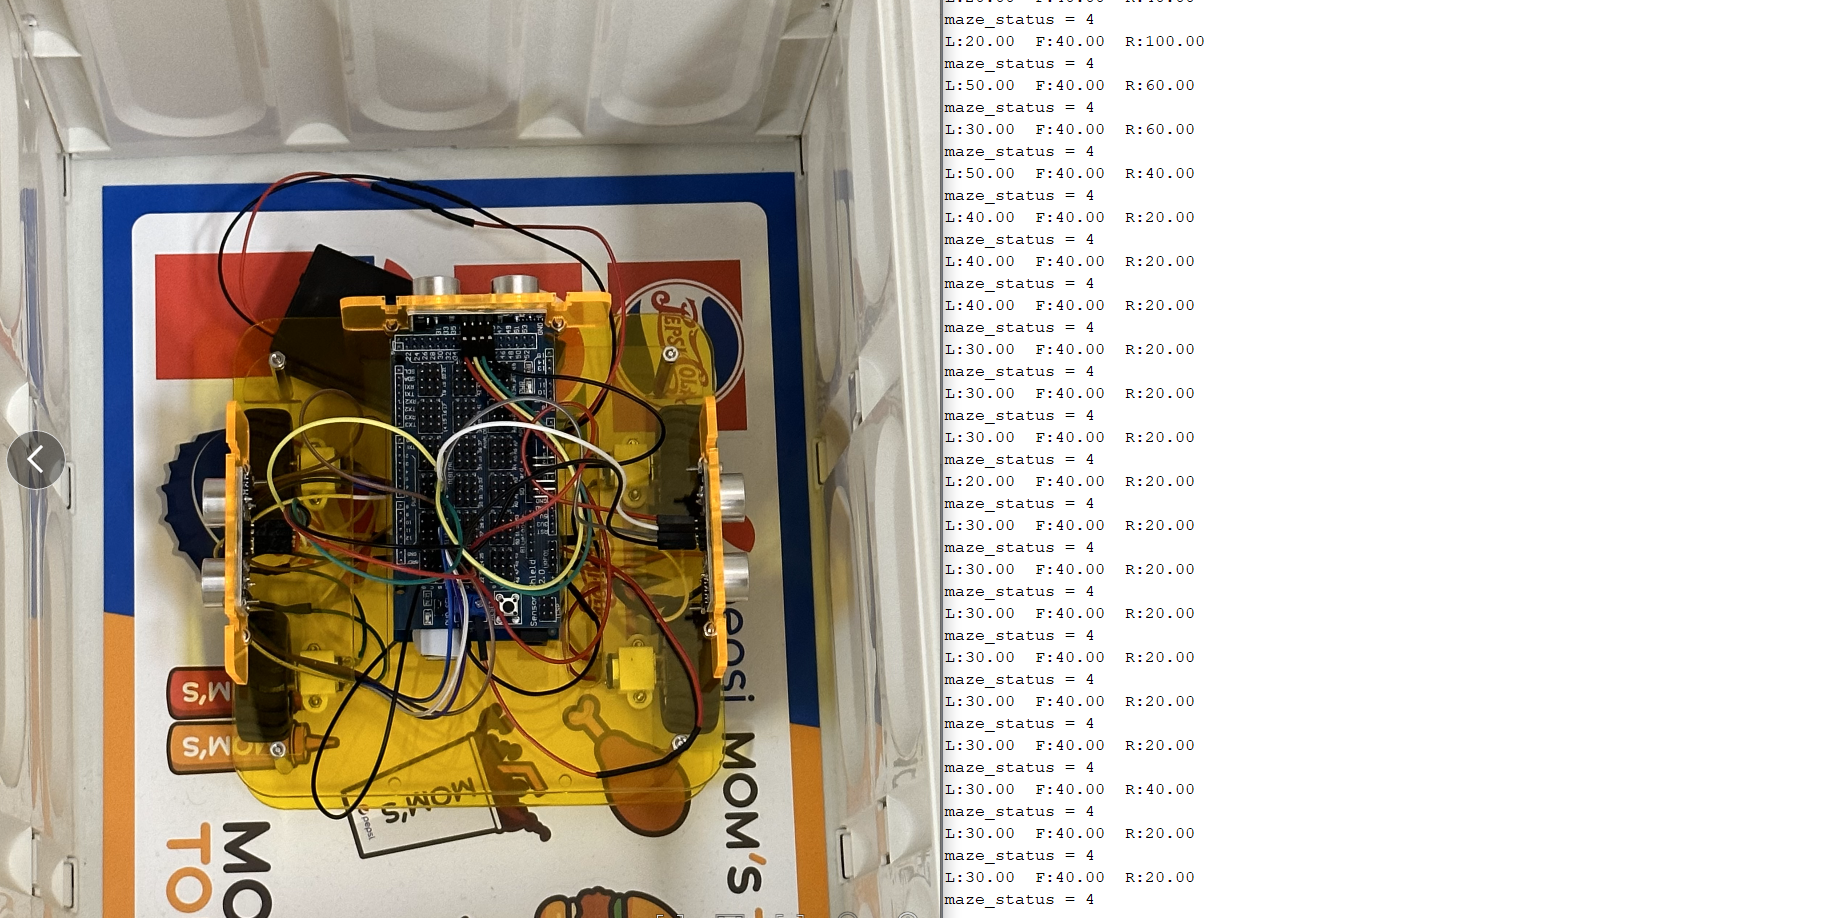 maze_status = 4
L:20.00 F:40.00 R:100.00
maze_status = 4
L:50.00 F:40.00 R:60.00
maze_status = 4
L:30.00 F:40.00 R:60.00
maze_status = 4
L:50.00 F:40.00 R:40.00
maze_status = 4
L:40.00 F:40.00 R:20.00
maze_status = 4
L:40.00 F:40.00 R:20.00
maze_status = 4
L:40.00 F:40.00 R:20.00
maze_status = 4
L:30.00 F:40.00 R:20.00
maze_status = 4
L:30.00 F:40.00 R:20.00
maze_status = 4
L:30.00 F:40.00 R:20.00
maze_status = 4
L:20.00 F:40.00 R:20.00
maze_status = 4
L:30.00 F:40.00 R:20.00
maze_status = 4
L:30.00 F:40.00 R:20.00
maze_status = 4
L:30.00 F:40.00 R:20.00
maze_status = 4
L:30.00 F:40.00 R:20.00
maze_status = 4
L:30.00 F:40.00 R:20.00
maze_status = 4
L:30.00 F:40.00 R:20.00
maze_status = 4
L:30.00 F:40.00 R:40.00
maze_status = 4
L:30.00 F:40.00 R:20.00
maze_status = 4
L:30.00 F:40.00 R:20.00
maze_status = 4
PEPSI
COLA
MOM'S
MOM'S
MOM'S
pepsi
MOM'S
TO
Sensor Shield